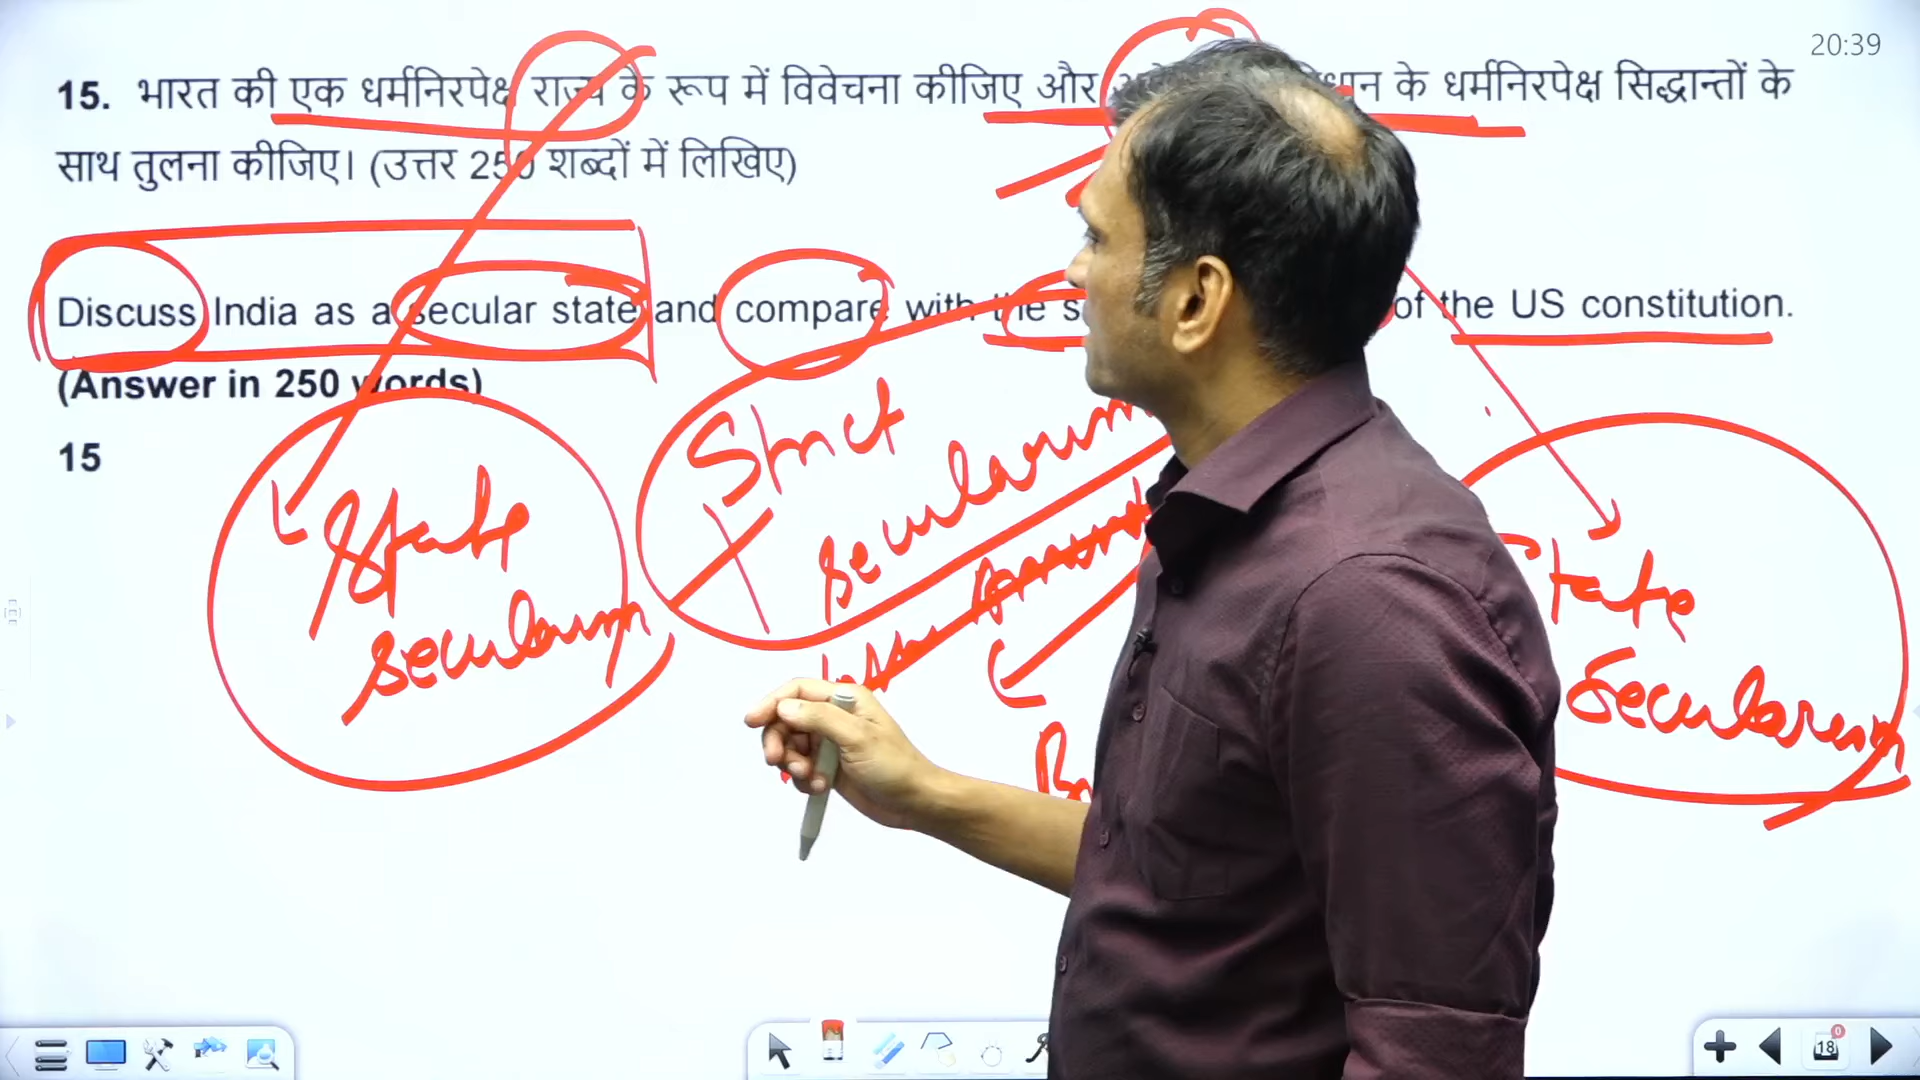 20:39
15. भारत की एक धर्मनिरपेक्ष राज्य के रूप में विवेचना कीजिए और के धर्मनिरपेक्ष सिद्धान्तों के
साथ तुलना कीजिए। (उत्तर 250 शब्दों में लिखिए)
Discuss India as a secular state and compare with the of the US constitution.
(Answer in 250 words)
15
Strict
secularism
State
secularism
State
Secularism
18